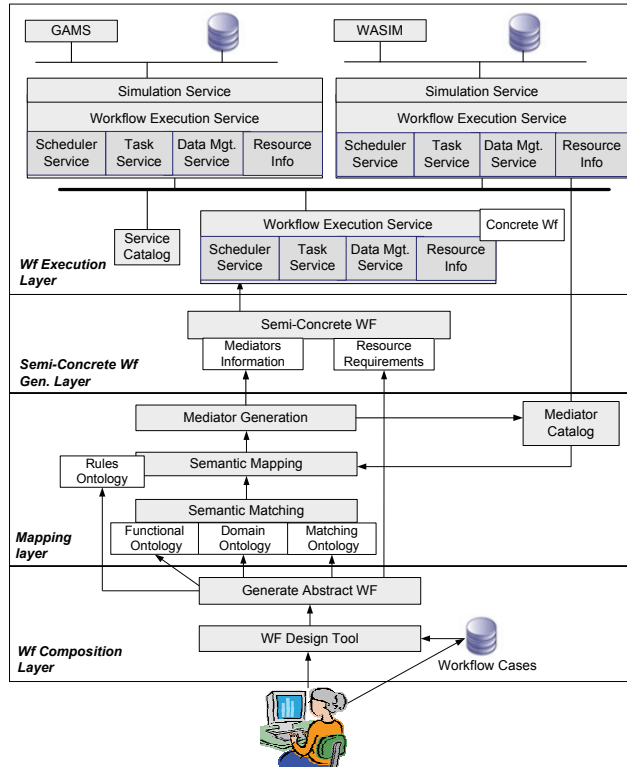 GAMS
WASIM
Simulation Service
Workflow Execution Service
Scheduler Service
Task Service
Data Mgt. Service
Resource Info
Simulation Service
Workflow Execution Service
Scheduler Service
Task Service
Data Mgt. Service
Resource Info
Service Catalog
Workflow Execution Service
Concrete Wf
Scheduler Service
Task Service
Data Mgt. Service
Resource Info
Wf Execution
Layer
Semi-Concrete WF
Mediators
Information
Resource
Requirements
Semi-Concrete Wf
Gen. Layer
Mediator Generation
Mediator
Catalog
Rules
Ontology
Semantic Mapping
Semantic Matching
Functional
Ontology
Domain
Ontology
Matching
Ontology
Mapping
layer
Generate Abstract WF
WF Design Tool
Workflow Cases
Wf Composition
Layer